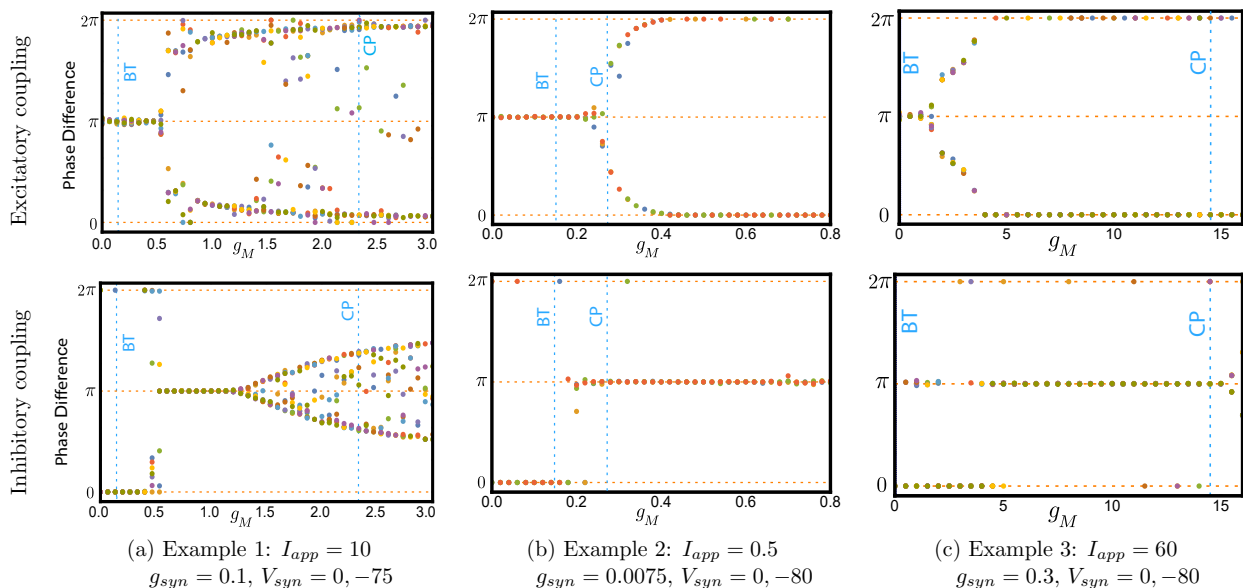 Excitatory coupling
Phase Difference
2π
π
0
BT
CP
0.0 0.5 1.0 1.5 2.0 2.5 3.0
g_M
2π
π
0
BT
CP
0.0 0.2 0.4 0.6 0.8
g_M
2π
π
0
BT
CP
0 5 10 15
g_M
Inhibitory coupling
Phase Difference
2π
π
0
BT
CP
0.0 0.5 1.0 1.5 2.0 2.5 3.0
g_M
2π
π
0
BT
CP
0.0 0.2 0.4 0.6 0.8
g_M
2π
π
0
BT
CP
0 5 10 15
g_M
(a) Example 1: I_app = 10
g_syn = 0.1, V_syn = 0, −75
(b) Example 2: I_app = 0.5
g_syn = 0.0075, V_syn = 0, −80
(c) Example 3: I_app = 60
g_syn = 0.3, V_syn = 0, −80